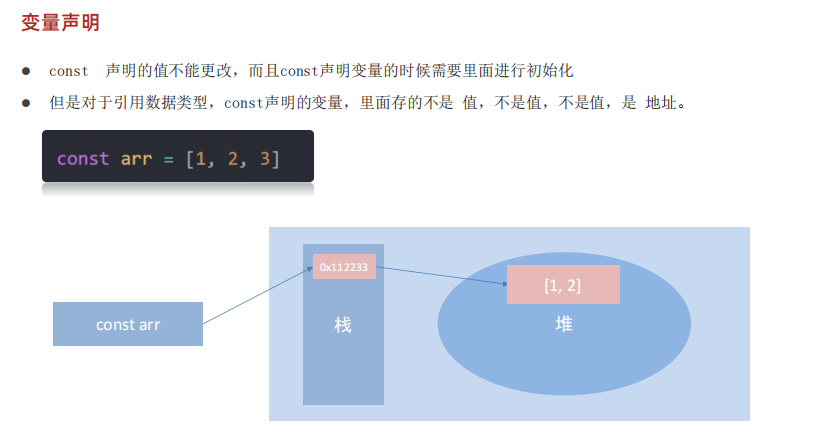 变量声明
● const 声明的值不能更改，而且const声明变量的时候需要里面进行初始化
● 但是对于引用数据类型，const声明的变量，里面存的不是 值，不是值，不是值，是 地址。
const arr = [1, 2, 3]
0x112233
[1, 2]
const arr
栈
堆